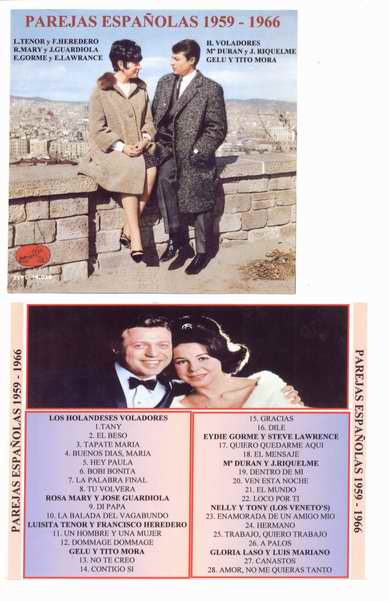 PAREJAS ESPAÑOLAS 1959 - 1966
L.TENOR y F.HEREDERO
R.MARY y J.GUARDIOLA
E.GORME y E.LAWRANCE
H. VOLADORES
Mª DURAN y J. RIQUELME
GELU Y TITO MORA
PAREJAS ESPAÑOLAS 1959 - 1966
LOS HOLANDESES VOLADORES
1.TANY
2. EL BESO
3. TAPATE MARIA
4. BUENOS DIAS, MARIA
5. HEY PAULA
6. BOBI BONITA
7. LA PALABRA FINAL
8. TU VOLVERA
ROSA MARY Y JOSE GUARDIOLA
9. DI PAPA
10. LA BALADA DEL VAGABUNDO
LUISITA TENOR Y FRANCISCO HEREDERO
11. UN HOMBRE Y UNA MUJER
12. DOMMAGE DOMMAGE
GELU Y TITO MORA
13. NO TE CREO
14. CONTIGO SI
15. GRACIAS
16. DILE
EYDIE GORME Y STEVE LAWRENCE
17. QUIERO QUEDARME AQUI
18. EL MENSAJE
Mª DURAN Y J.RIQUELME
19. DENTRO DE MI
20. VEN ESTA NOCHE
21. EL MUNDO
22. LOCO POR TI
NELLY Y TONY (LOS VENETO'S)
23. ENAMORADA DE UN AMIGO MIO
24. HERMANO
25. TRABAJO, QUIERO TRABAJO
26. A PALOS
GLORIA LASO Y LUIS MARIANO
27. CANASTOS
28. AMOR, NO ME QUIERAS TANTO
PAREJAS ESPAÑOLAS 1959 - 1966